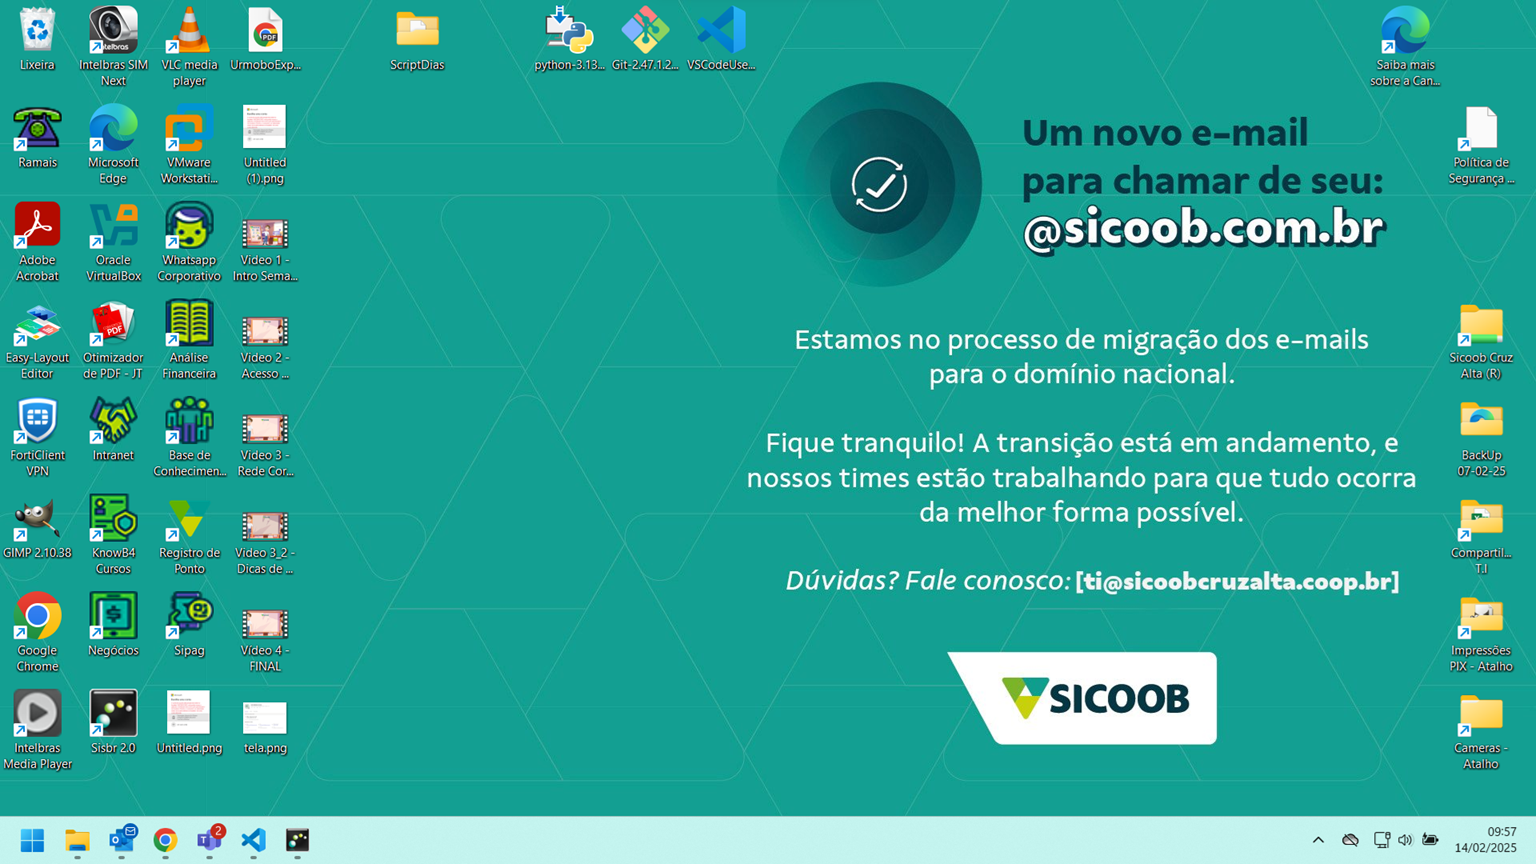 Lixeira
Intelbras SIM
Next
VLC media
player
UrmoboExp...
ScriptDias
python-3.13...
Git-2.47.1.2...
VSCodeUse...
Saiba mais
sobre a Can...
Ramais
Microsoft
Edge
VMware
Workstati...
Untitled
(1).png
Política de
Segurança ...
Adobe
Acrobat
Oracle
VirtualBox
Whatsapp
Corporativo
Video 1 -
Intro Sema...
Easy-Layout
Editor
Otimizador
de PDF - JT
Análise
Financeira
Video 2 -
Acesso ...
Sicoob Cruz
Alta (R)
FortiClient
VPN
Intranet
Base de
Conhecimen...
Video 3 -
Rede Cor...
BackUp
07-02-25
GIMP 2.10.38
KnowB4
Cursos
Registro de
Ponto
Video 3_2 -
Dicas de ...
Compartil...
T.I
Google
Chrome
Negócios
Sipag
Vídeo 4 -
FINAL
Impressões
PIX - Atalho
Intelbras
Media Player
Sisbr 2.0
Untitled.png
tela.png
Cameras -
Atalho
Um novo e-mail
para chamar de seu:
@sicoob.com.br
Estamos no processo de migração dos e-mails
para o domínio nacional.
Fique tranquilo! A transição está em andamento, e
nossos times estão trabalhando para que tudo ocorra
da melhor forma possível.
Dúvidas? Fale conosco: [ti@sicoobcruzalta.coop.br]
SICOOB
2
09:57
14/02/2025